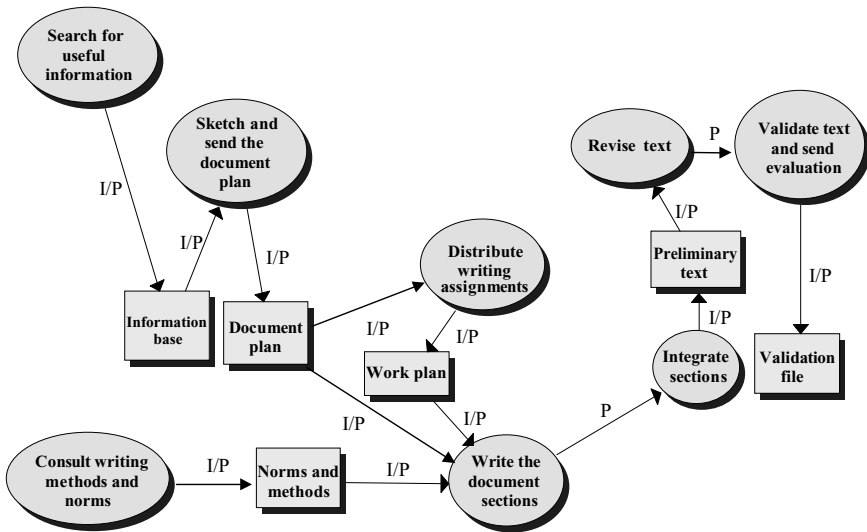 Search for
useful
information
Sketch and
send the
document
plan
Revise text
P
Validate text
and send
evaluation
I/P
I/P
I/P
I/P
Distribute
writing
assignments
Preliminary
text
I/P
Information
base
Document
plan
I/P
I/P
I/P
Work plan
Integrate
sections
Validation
file
I/P
I/P
P
Consult writing
methods and
norms
I/P
Norms and
methods
I/P
Write the
document
sections